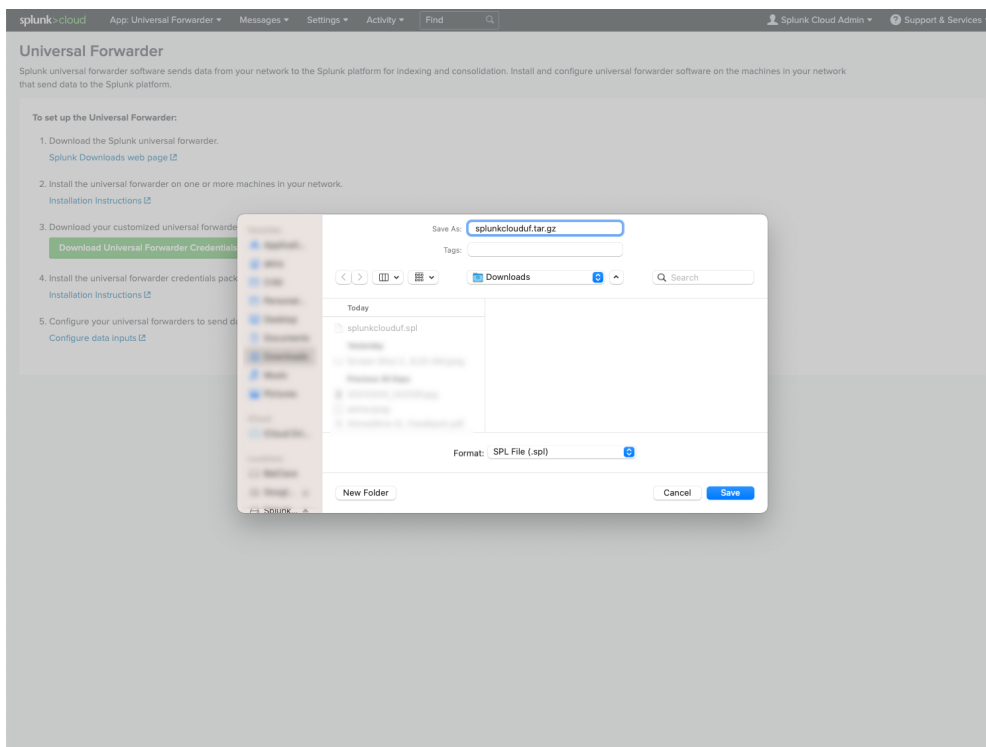 splunk>cloud App: Universal Forwarder Messages Settings Activity Find Splunk Cloud Admin Support & Services
Universal Forwarder
Splunk universal forwarder software sends data from your network to the Splunk platform for indexing and consolidation. Install and configure universal forwarder software on the machines in your network
that send data to the Splunk platform.
To set up the Universal Forwarder:
1. Download the Splunk universal forwarder.
Splunk Downloads web page
2. Install the universal forwarder on one or more machines in your network.
Installation Instructions
3. Download your customized universal forwarde
Download Universal Forwarder Credentials
4. Install the universal forwarder credentials pack
Installation Instructions
5. Configure your universal forwarders to send d
Configure data inputs
Save As: splunkclouduf.tar.gz
Tags:
Downloads
Search
Today
splunkclouduf.spl
Format: SPL File (.spl)
New Folder Cancel Save
Splunk...